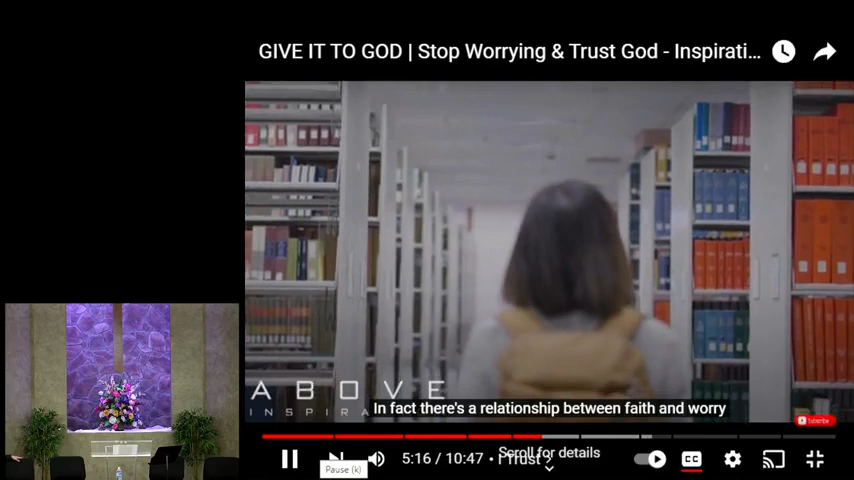 GIVE IT TO GOD | Stop Worrying & Trust God - Inspirati...
ABOVE
INSPIRA
In fact there's a relationship between faith and worry
Subscribe
5:16 / 10:47 • I Trust
Scroll for details
Pause (k)
CC